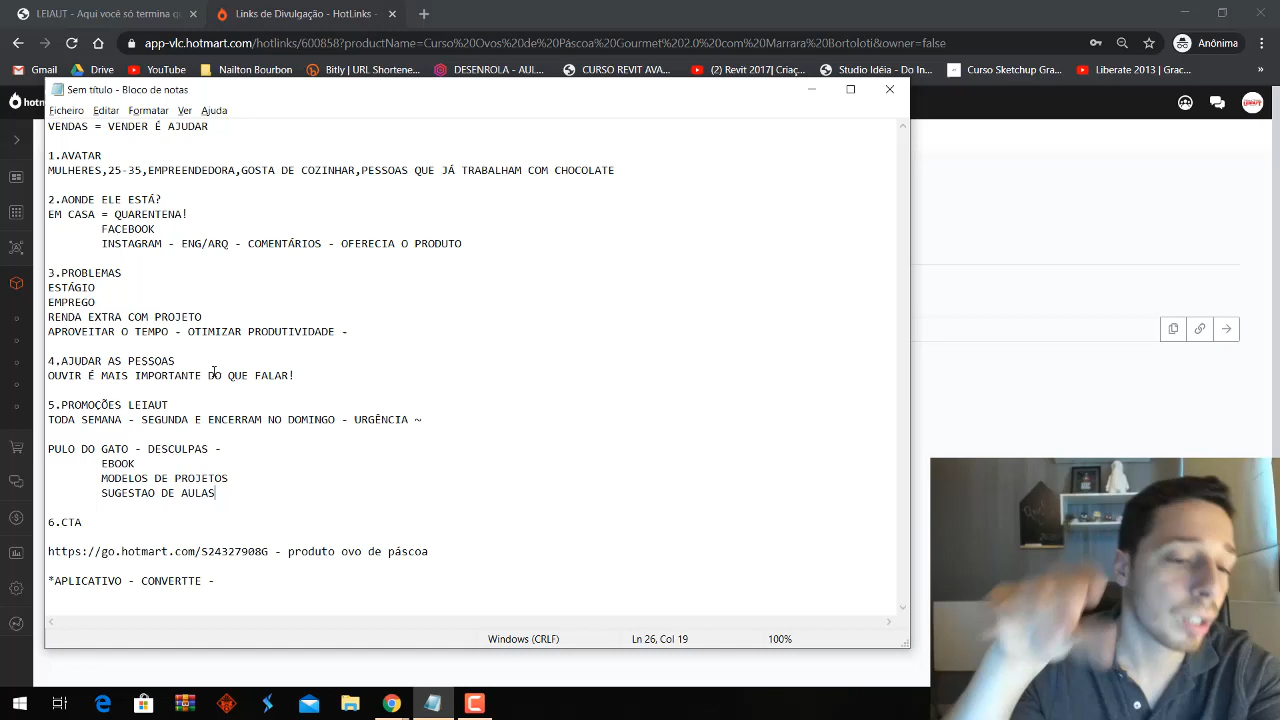 LEIAUT - Aqui você só termina q
Links de Divulgação - HotLinks -
app-vlc.hotmart.com/hotlinks/600858?productName=Curso%20Ovos%20de%20Páscoa%20Gourmet%202.0%20com%20Marrara%20Bortoloti&owner=false
Anônima
Gmail
Drive
YouTube
Nailton Bourbon
Bitly | URL Shortene...
DESENROLA - AUL...
CURSO REVIT AVA...
(2) Revit 2017| Criaç...
Studio Idéia - Do In...
Curso Sketchup Gra...
Liberate 2013 | Grac...
»
Sem título - Bloco de notas
Ficheiro Editar Formatar Ver Ajuda
VENDAS = VENDER É AJUDAR
1.AVATAR
MULHERES,25-35,EMPREENDEDORA,GOSTA DE COZINHAR,PESSOAS QUE JÁ TRABALHAM COM CHOCOLATE
2.AONDE ELE ESTÁ?
EM CASA = QUARENTENA!
FACEBOOK
INSTAGRAM - ENG/ARQ - COMENTÁRIOS - OFERECIA O PRODUTO
3.PROBLEMAS
ESTÁGIO
EMPREGO
RENDA EXTRA COM PROJETO
APROVEITAR O TEMPO - OTIMIZAR PRODUTIVIDADE -
4.AJUDAR AS PESSOAS
OUVIR É MAIS IMPORTANTE DO QUE FALAR!
5.PROMOÇÕES LEIAUT
TODA SEMANA - SEGUNDA E ENCERRAM NO DOMINGO - URGÊNCIA ~
PULO DO GATO - DESCULPAS -
EBOOK
MODELOS DE PROJETOS
SUGESTAO DE AULAS
6.CTA
https://go.hotmart.com/S24327908G - produto ovo de páscoa
*APLICATIVO - CONVERTTE -
Windows (CRLF)
Ln 26, Col 19
100%